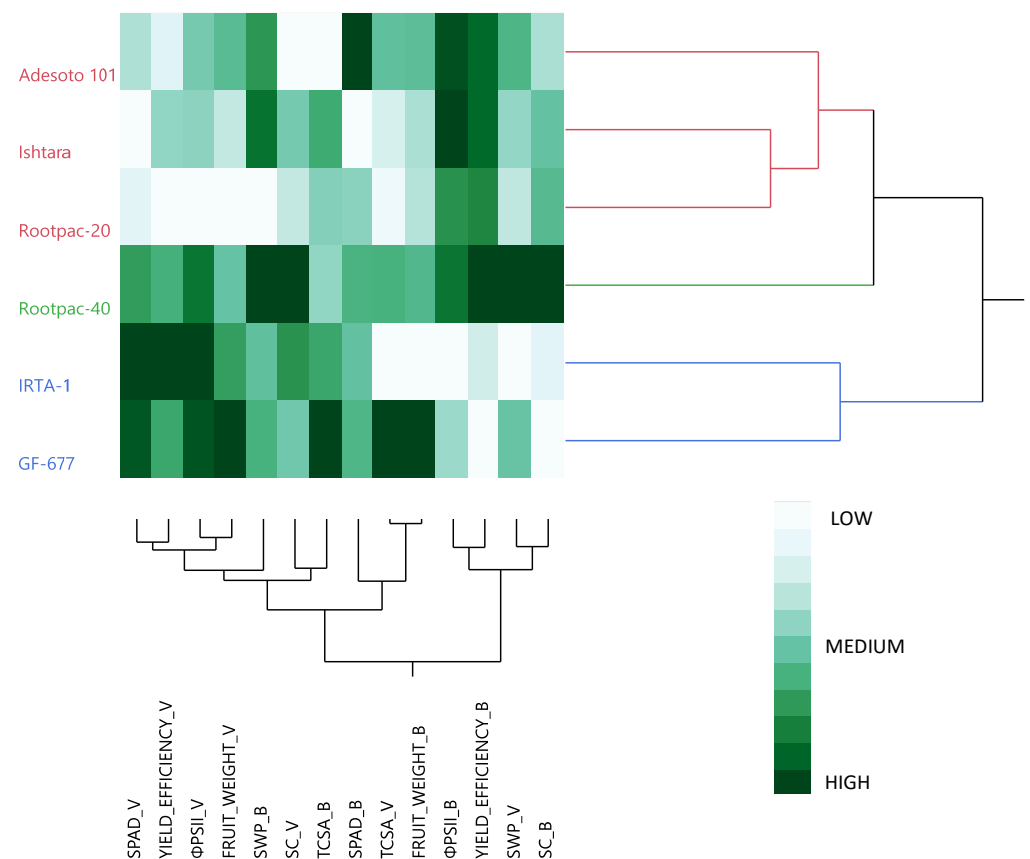 Adesoto 101
Ishtara
Rootpac-20
Rootpac-40
IRTA-1
GF-677
LOW
MEDIUM
HIGH
SPAD_V
YIELD_EFFICIENCY_V
ΦPSII_V
FRUIT_WEIGHT_V
SWP_B
SC_V
TCSA_B
SPAD_B
TCSA_V
FRUIT_WEIGHT_B
ΦPSII_B
YIELD_EFFICIENCY_B
SWP_V
SC_B